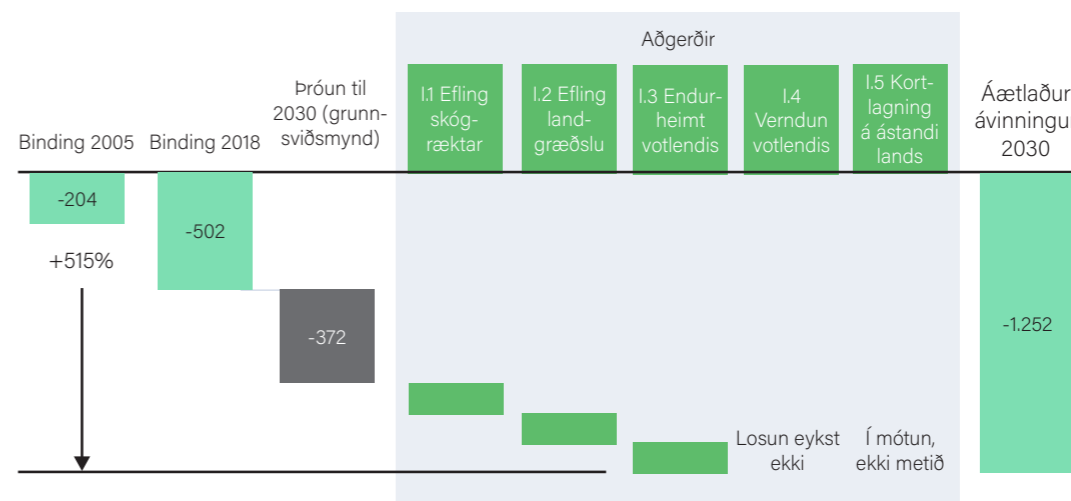 Aðgerðir
Binding 2005
Binding 2018
Þróun til
2030 (grunn-
sviðsmynd)
I.1 Efling
skóg-
ræktar
I.2 Efling
land-
græðslu
I.3 Endur-
heimt
votlendis
I.4
Verndun
votlendis
I.5 Kort-
lagning
á ástandi
lands
Áætlaður
ávinningur
2030
-204
-502
+515%
-372
-1.252
Losun eykst
ekki
Í mótun,
ekki metið